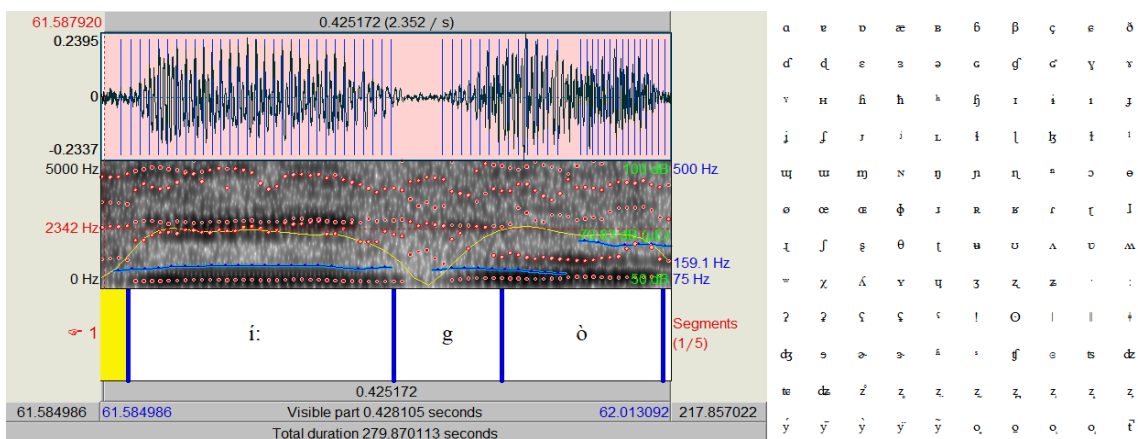 61.587920
0.425172 (2.352 / s)
0.2395
0
-0.2337
5000 Hz
100 dB
500 Hz
2342 Hz
159.1 Hz
0 Hz
50 dB
75 Hz
☞ 1
íː
g
ò
Segments
(1/5)
0.425172
61.584986
61.584986
Visible part 0.428105 seconds
62.013092
217.857022
Total duration 279.870113 seconds
ɑ ɐ ɒ æ ʙ ɓ β ç ɕ ð
ɗ ɖ ɛ ɜ ə ɢ ɠ ʛ ɣ ɤ
ˠ ʜ ɦ ħ ʰ ɧ ɪ ɨ ı ɟ
ʝ ʄ ʲ ʟ ɫ ɭ ɮ ɬ ˡ
ɰ ɯ ɱ ɴ ŋ ɲ ɳ ⁿ ɔ ɵ
ø œ ɶ ɸ ɹ ʀ ʁ ɾ ɽ ɺ
ɻ ʃ ʂ θ ʈ ʉ ʊ ʌ ʋ ʍ
ʷ χ ʎ ʏ ɥ ʒ ʐ ʑ ˑ ː
ʔ ʡ ʕ ʢ ˤ ! ʘ ǀ ǁ ǂ
ʤ ɘ ɚ ɝ ʦ ʣ
ʨ ʥ